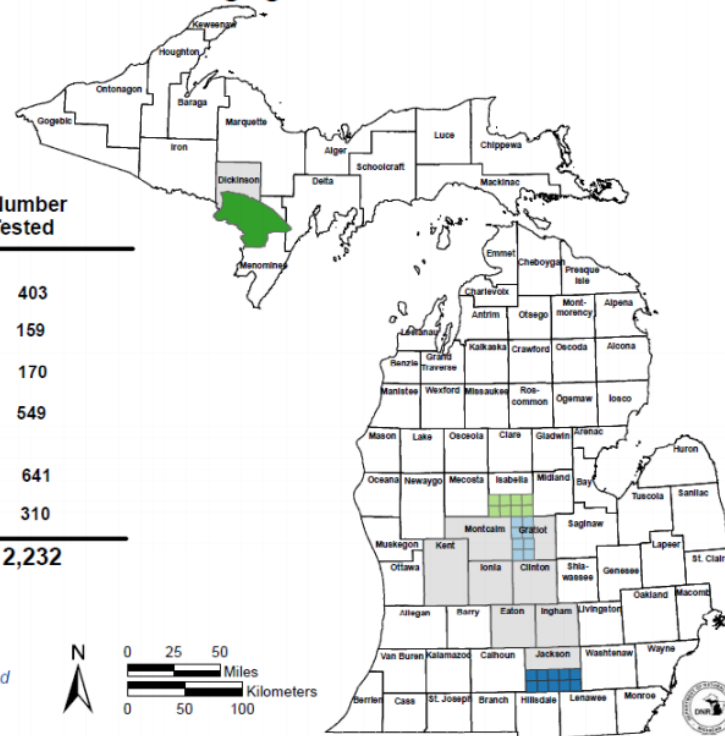 Keweenaw
Houghton
Ontonagon
Baraga
Gogebic
Marquette
Iron
Alger
Luce
Chippewa
Schoolcraft
Dickinson
Delta
Mackinac
Menominee
Number
Tested
403
159
170
549
641
310
2,232
Emmet
Cheboygan
Presque
Isle
Charlevoix
Antrim
Otsego
Mont-
morency
Alpena
Leelanau
Benzie
Grand
Traverse
Kalkaska
Crawford
Oscoda
Alcona
Manistee
Wexford
Missaukee
Ros-
common
Ogemaw
Iosco
Mason
Lake
Osceola
Clare
Gladwin
Arenac
Huron
Oceana
Newaygo
Mecosta
Isabella
Midland
Bay
Tuscola
Sanilac
Montcalm
Gratiot
Saginaw
Muskegon
Kent
Ottawa
Ionia
Clinton
Shia-
wassee
Genesee
Lapeer
St. Clair
Allegan
Barry
Eaton
Ingham
Livingston
Oakland
Macomb
Van Buren
Kalamazoo
Calhoun
Jackson
Washtenaw
Wayne
Berrien
Cass
St. Joseph
Branch
Hillsdale
Lenawee
Monroe
N
0 25 50
Miles
Kilometers
0 50 100
DNR